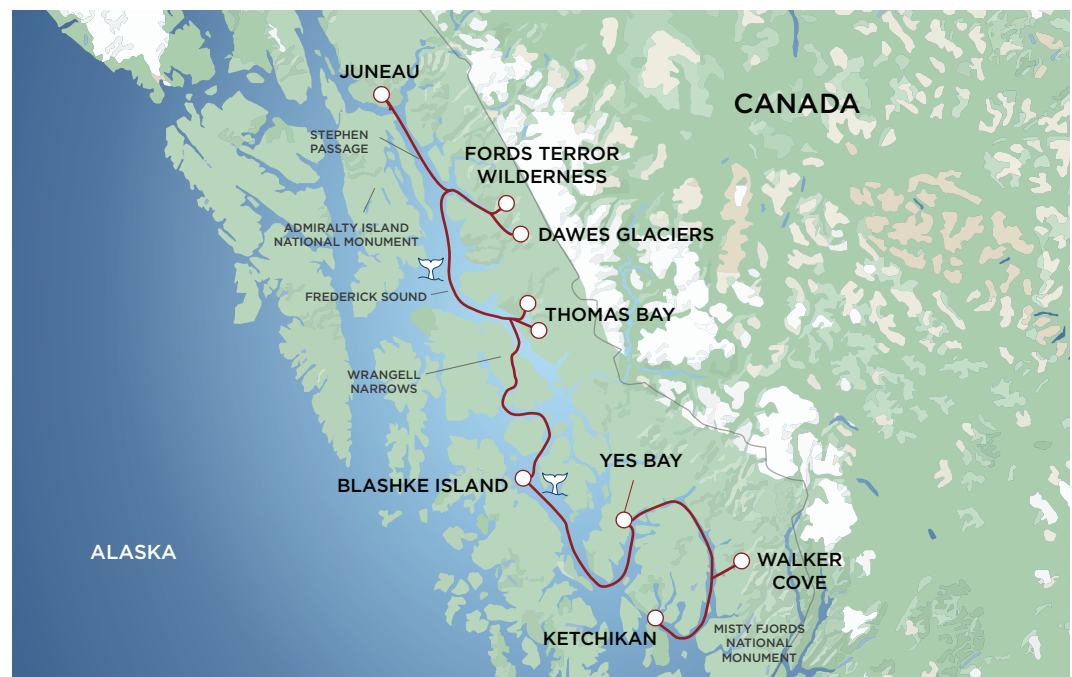 JUNEAU
CANADA
STEPHEN
PASSAGE
FORDS TERROR
WILDERNESS
ADMIRALTY ISLAND
NATIONAL MONUMENT
DAWES GLACIERS
FREDERICK SOUND
THOMAS BAY
WRANGELL
NARROWS
YES BAY
BLASHKE ISLAND
ALASKA
WALKER
COVE
KETCHIKAN
MISTY FJORDS
NATIONAL
MONUMENT